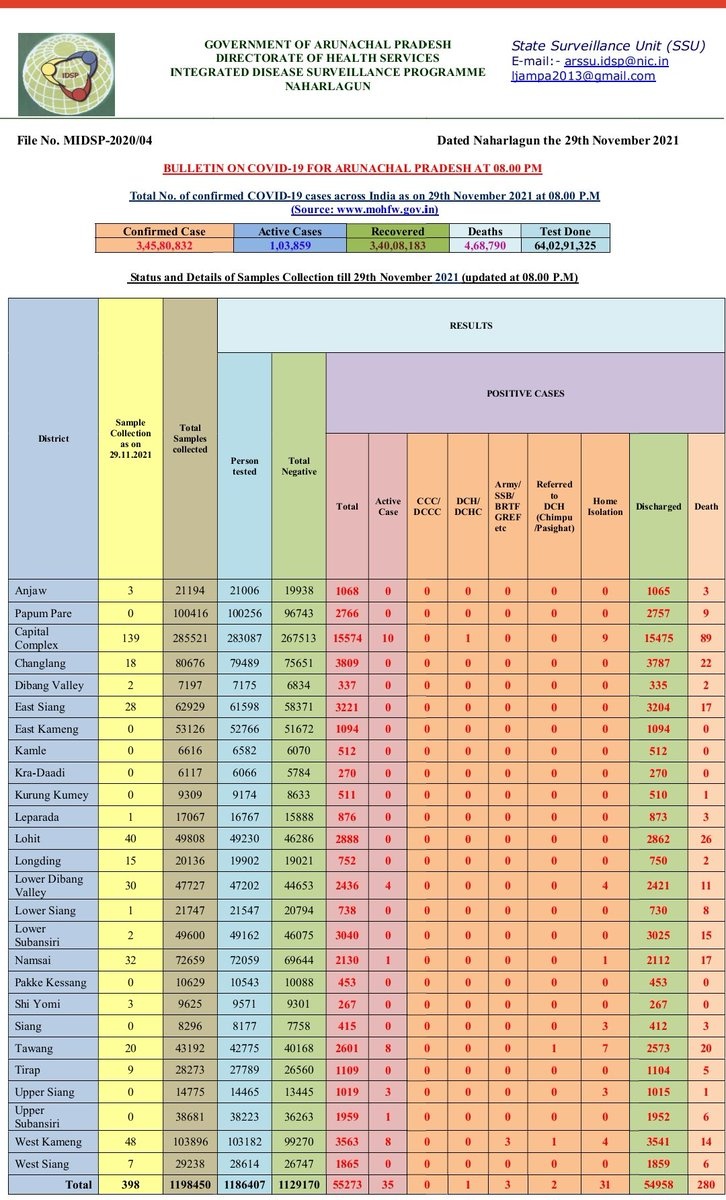 IDSP
GOVERNMENT OF ARUNACHAL PRADESH
DIRECTORATE OF HEALTH SERVICES
INTEGRATED DISEASE SURVEILLANCE PROGRAMME
NAHARLAGUN
State Surveillance Unit (SSU)
E-mail:- arssu.idsp@nic.in
ljampa2013@gmail.com
File No. MIDSP-2020/04 Dated Naharlagun the 29th November 2021
BULLETIN ON COVID-19 FOR ARUNACHAL PRADESH AT 08.00 PM
Total No. of confirmed COVID-19 cases across India as on 29th November 2021 at 08.00 P.M
(Source: www.mohfw.gov.in)
Confirmed Case Active Cases Recovered Deaths Test Done
3,45,80,832 1,03,859 3,40,08,183 4,68,790 64,02,91,325
Status and Details of Samples Collection till 29th November 2021 (updated at 08.00 P.M)
RESULTS
POSITIVE CASES
District
Sample
Collection
as on
29.11.2021
Total
Samples
collected
Person
tested
Total
Negative
Total
Active
Case
CCC/
DCCC
DCH/
DCHC
Army/
SSB/
BRTF
GREF
etc
Referred
to
DCH
(Chimpu
/Pasighat)
Home
Isolation
Discharged
Death
Anjaw 3 21194 21006 19938 1068 0 0 0 0 0 0 1065 3
Papum Pare 0 100416 100256 96743 2766 0 0 0 0 0 0 2757 9
Capital
Complex 139 285521 283087 267513 15574 10 0 1 0 0 9 15475 89
Changlang 18 80676 79489 75651 3809 0 0 0 0 0 0 3787 22
Dibang Valley 2 7197 7175 6834 337 0 0 0 0 0 0 335 2
East Siang 28 62929 61598 58371 3221 0 0 0 0 0 0 3204 17
East Kameng 0 53126 52766 51672 1094 0 0 0 0 0 0 1094 0
Kamle 0 6616 6582 6070 512 0 0 0 0 0 0 512 0
Kra-Daadi 0 6117 6066 5784 270 0 0 0 0 0 0 270 0
Kurung Kumey 0 9309 9174 8633 511 0 0 0 0 0 0 510 1
Leparada 1 17067 16767 15888 876 0 0 0 0 0 0 873 3
Lohit 40 49808 49230 46286 2888 0 0 0 0 0 0 2862 26
Longding 15 20136 19902 19021 752 0 0 0 0 0 0 750 2
Lower Dibang
Valley 30 47727 47202 44653 2436 4 0 0 0 0 4 2421 11
Lower Siang 1 21747 21547 20794 738 0 0 0 0 0 0 730 8
Lower
Subansiri 2 49600 49162 46075 3040 0 0 0 0 0 0 3025 15
Namsai 32 72659 72059 69644 2130 1 0 0 0 0 1 2112 17
Pakke Kessang 0 10629 10543 10088 453 0 0 0 0 0 0 453 0
Shi Yomi 3 9625 9571 9301 267 0 0 0 0 0 0 267 0
Siang 0 8296 8177 7758 415 0 0 0 0 0 3 412 3
Tawang 20 43192 42775 40168 2601 8 0 0 0 1 7 2573 20
Tirap 9 28273 27789 26560 1109 0 0 0 0 0 0 1104 5
Upper Siang 0 14775 14465 13445 1019 3 0 0 0 0 3 1015 1
Upper
Subansiri 0 38681 38223 36263 1959 1 0 0 0 0 0 1952 6
West Kameng 48 103896 103182 99270 3563 8 0 0 3 1 4 3541 14
West Siang 7 29238 28614 26747 1865 0 0 0 0 0 0 1859 6
Total 398 1198450 1186407 1129170 55273 35 0 1 3 2 31 54958 280